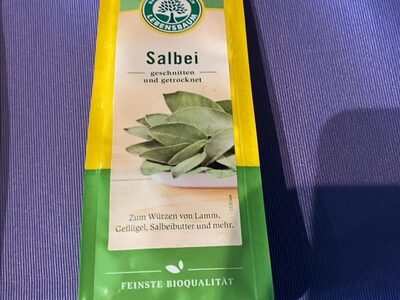 LEBENSBAUM
Salbei
geschnitten
und getrocknet
Zum Würzen von Lamm,
Geflügel, Salbeibutter und mehr.
FEINSTE BIOQUALITÄT